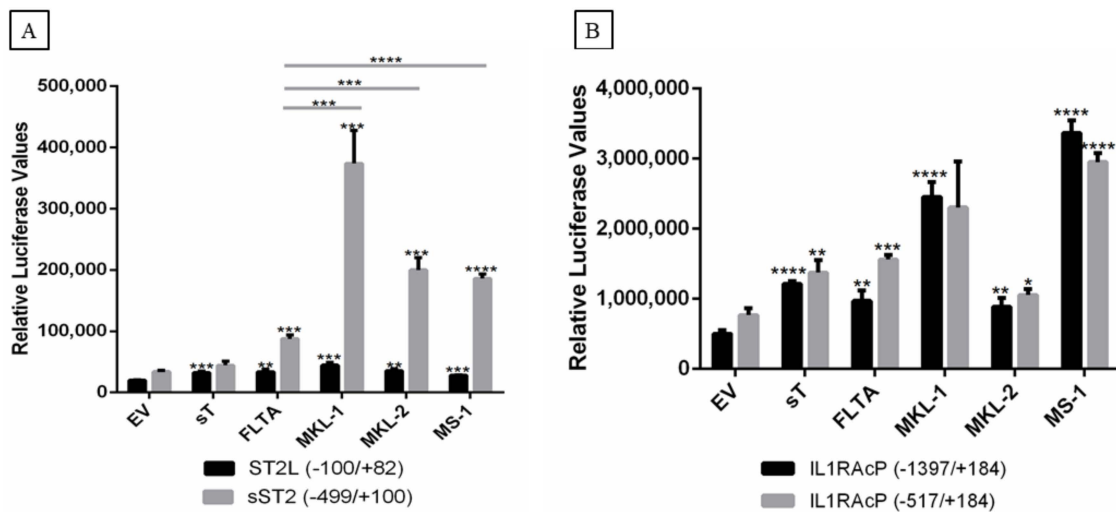 A
Relative Luciferase Values
500,000
400,000
300,000
200,000
100,000
0
****
***
***
***
***
****
***
***
**
***
**
***
EV
sT
FLTA
MKL-1
MKL-2
MS-1
ST2L (-100/+82)
sST2 (-499/+100)
B
Relative Luciferase Values
4,000,000
3,000,000
2,000,000
1,000,000
0
****
**
**
***
****
**
*
****
****
EV
sT
FLTA
MKL-1
MKL-2
MS-1
IL1RAcP (-1397/+184)
IL1RAcP (-517/+184)